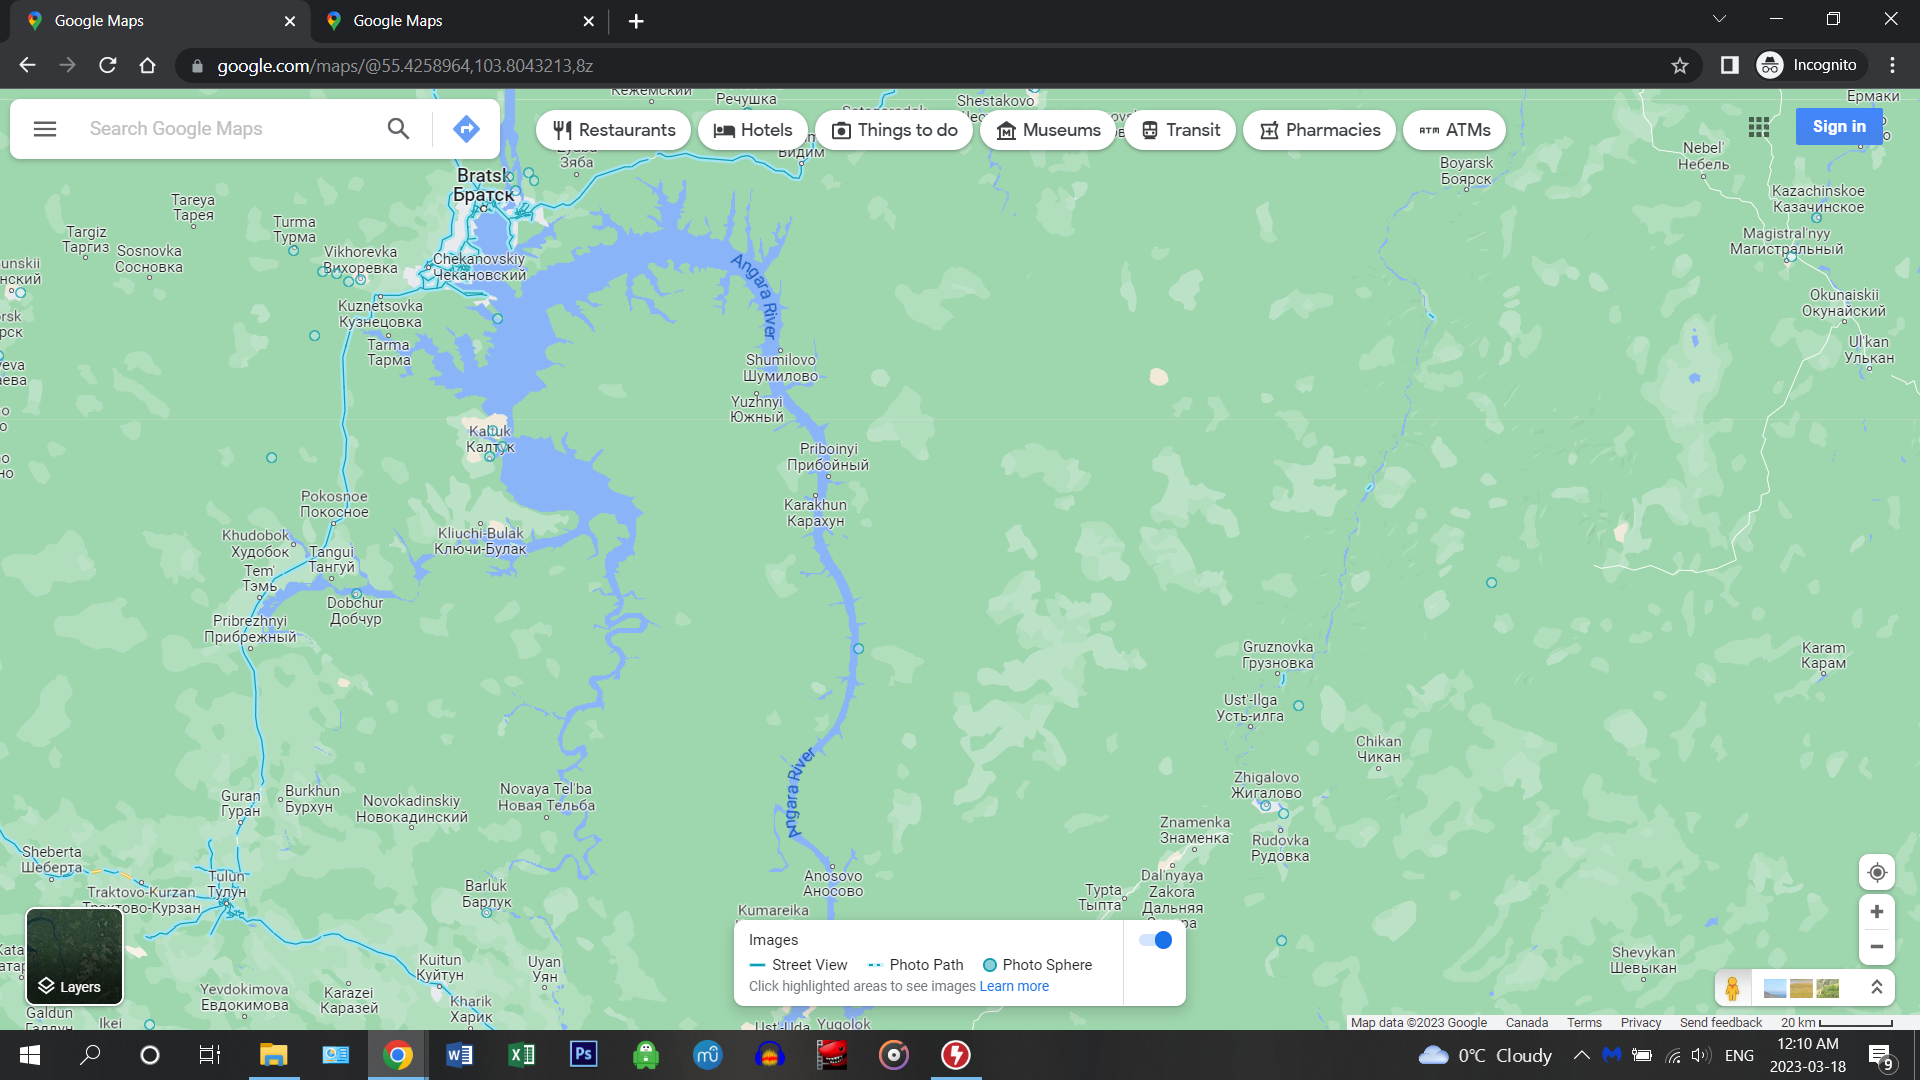 Google Maps
Google Maps
google.com/maps/@55.4258964,103.8043213,8z
Incognito
Search Google Maps
Restaurants
Hotels
Things to do
Museums
Transit
Pharmacies
ATMs
Sign in
Речушка
Shestakovo
Ермаки
Зяба
Видим
Bratsk
Братск
Boyarsk
Боярск
Nebel'
Небель
Kazachinskoe
Казачинское
Tareya
Тарея
Turma
Турма
Targiz
Таргиз
Sosnovka
Сосновка
Vikhorevka
Вихоревка
Chekanovskiy
Чекановский
Magistral'nyy
Магистральный
Kuznetsovka
Кузнецовка
Angara River
Okunaiskii
Окунайский
Tarma
Тарма
Shumilovo
Шумилово
Ul'kan
Улькан
Yuzhnyi
Южный
Kaltuk
Калтук
Priboinyi
Прибойный
Pokosnoe
Покосное
Karakhun
Карахун
Khudobok
Худобок
Kliuchi-Bulak
Ключи-Булак
Tangui
Тангуй
Tem'
Тэмь
Dobchur
Добчур
Pribrezhnyi
Прибрежный
Gruznovka
Грузновка
Karam
Карам
Ust'-Ilga
Усть-илга
Chikan
Чикан
Angara River
Zhigalovo
Жигалово
Guran
Гуран
Burkhun
Бурхун
Novokadinskiy
Новокадинский
Novaya Tel'ba
Новая Тельба
Znamenka
Знаменка
Rudovka
Рудовка
Sheberta
Шеберта
Tulun
Тулун
Traktovo-Kurzan
Трактово-Курзан
Barluk
Барлук
Anosovo
Аносово
Typta
Тыпта
Dal'nyaya
Zakora
Дальняя
Kumareika
Kuitun
Куйтун
Uyan
Уян
Shevykan
Шевыкан
Yevdokimova
Евдокимова
Karazei
Каразей
Kharik
Харик
Galdun
Ikei
Ust'-Uda
Yugolok
Layers
Images
Street View
Photo Path
Photo Sphere
Click highlighted areas to see images Learn more
Map data ©2023 Google
Canada
Terms
Privacy
Send feedback
20 km
0°C Cloudy
ENG
12:10 AM
2023-03-18
9